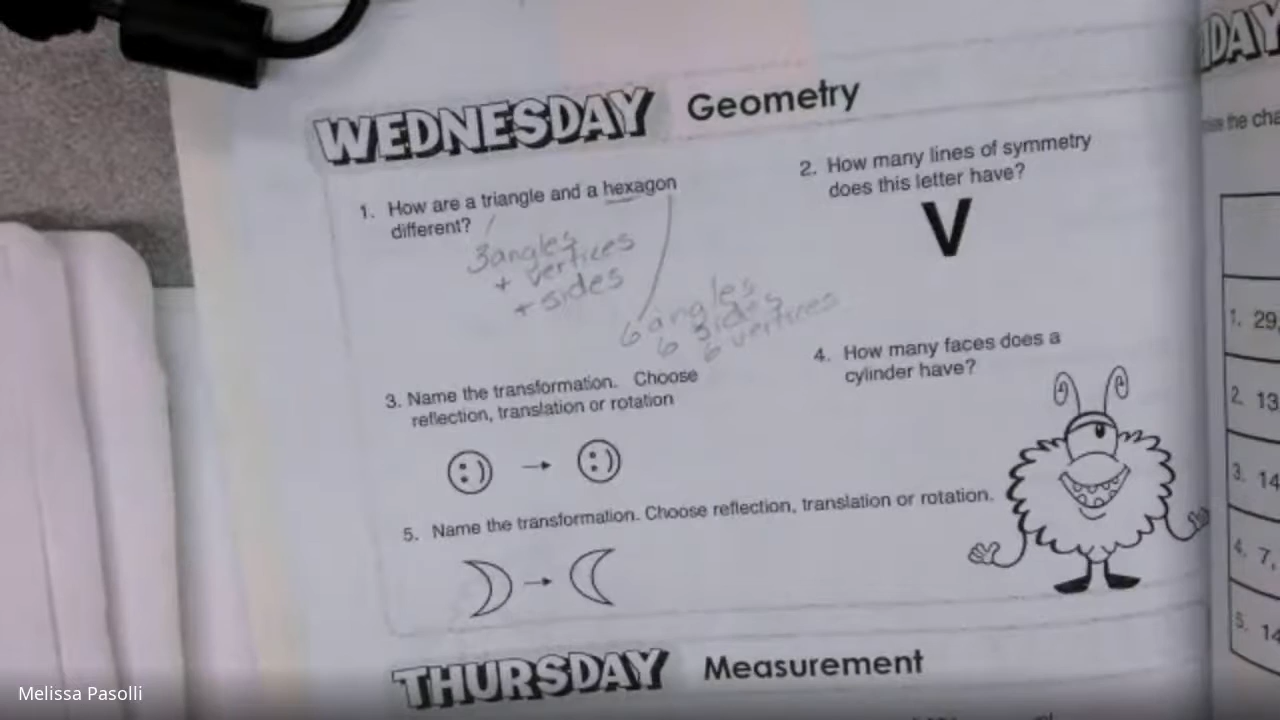 WEDNESDAY Geometry
1. How are a triangle and a hexagon
different?
3angles
+ vertices
+ sides
6 angles
6 sides
6 vertices
2. How many lines of symmetry
does this letter have?
V
3. Name the transformation. Choose
reflection, translation or rotation
:) → :)
4. How many faces does a
cylinder have?
5. Name the transformation. Choose reflection, translation or rotation.
THURSDAY Measurement
DAY
the cha
1. 29,
2. 13
3. 14
4. 7,
5. 14
Melissa Pasolli